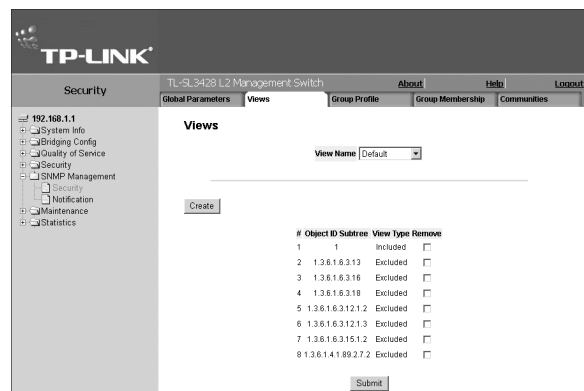 TP-LINK
Security
TL-SL3428 L2 Management Switch
About
Help
Logout
Global Parameters
Views
Group Profile
Group Membership
Communities
192.168.1.1
System Info
Bridging Config
Quality of Service
Security
SNMP Management
Security
Notification
Maintenance
Statistics
Views
View Name Default
Create
# Object ID Subtree View Type Remove
1 1 Included
2 1.3.6.1.6.3.13 Excluded
3 1.3.6.1.6.3.16 Excluded
4 1.3.6.1.6.3.18 Excluded
5 1.3.6.1.6.3.12.1.2 Excluded
6 1.3.6.1.6.3.12.1.3 Excluded
7 1.3.6.1.6.3.15.1.2 Excluded
8 1.3.6.1.4.1.89.2.7.2 Excluded
Submit